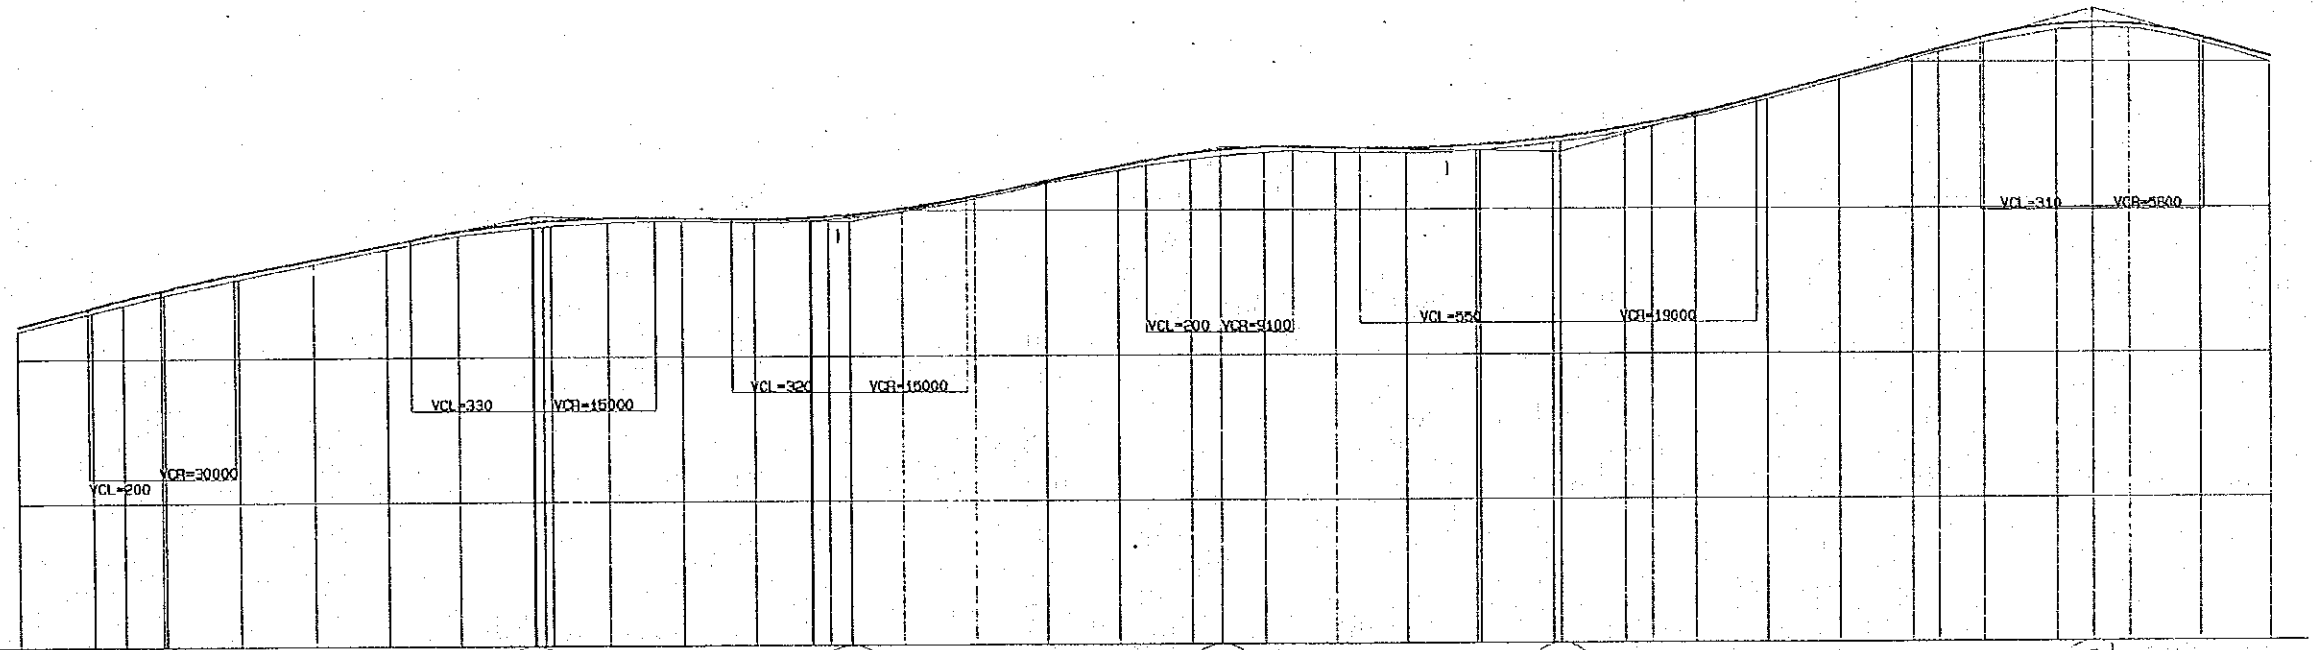 VCL=200 VCR=30000
VCL=330 VCR=15000
VCL=320 VCR=15000
VCL=200 VCR=9100
VCL=550 VCR=19000
VCL=310 VCR=5800